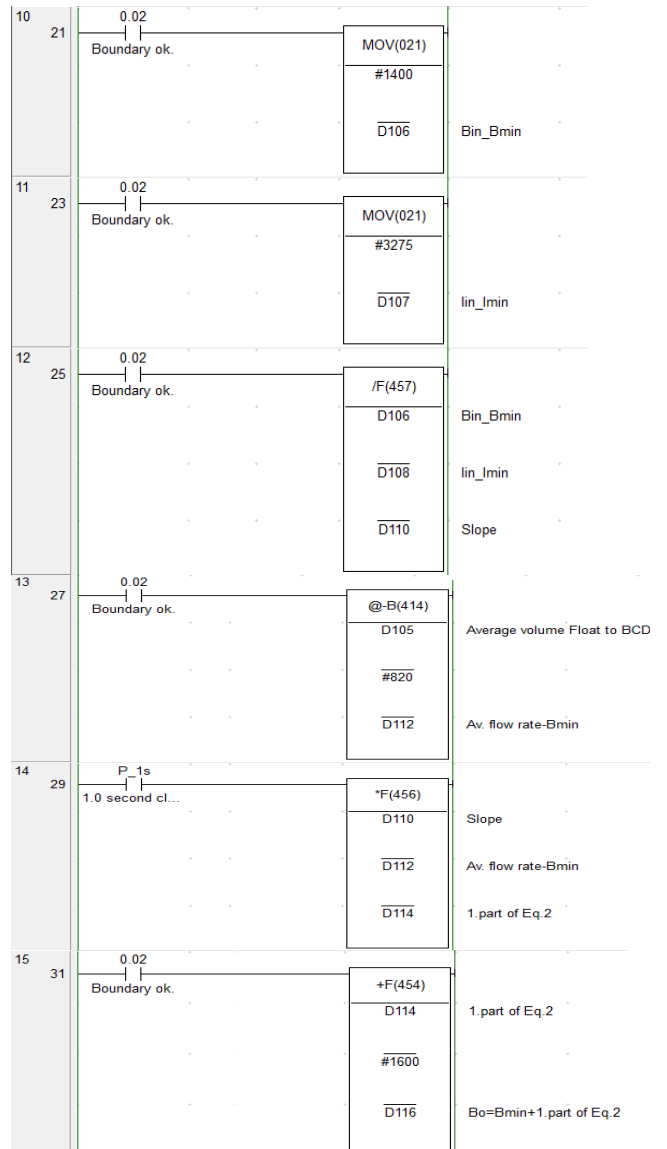 10 0.02
21 MOV(021)
Boundary ok.
#1400
D106 Bin_Bmin
11 0.02
23 MOV(021)
Boundary ok.
#3275
D107 Iin_Imin
12 0.02
25 /F(457)
Boundary ok.
D106 Bin_Bmin
D108 Iin_Imin
D110 Slope
13 0.02
27 @-B(414)
Boundary ok.
D105 Average volume Float to BCD
#820
D112 Av. flow rate-Bmin
14 P_1s
29 *F(456)
1.0 second cl...
D110 Slope
D112 Av. flow rate-Bmin
D114 1.part of Eq.2
15 0.02
31 +F(454)
Boundary ok.
D114 1.part of Eq.2
#1600
D116 Bo=Bmin+1.part of Eq.2